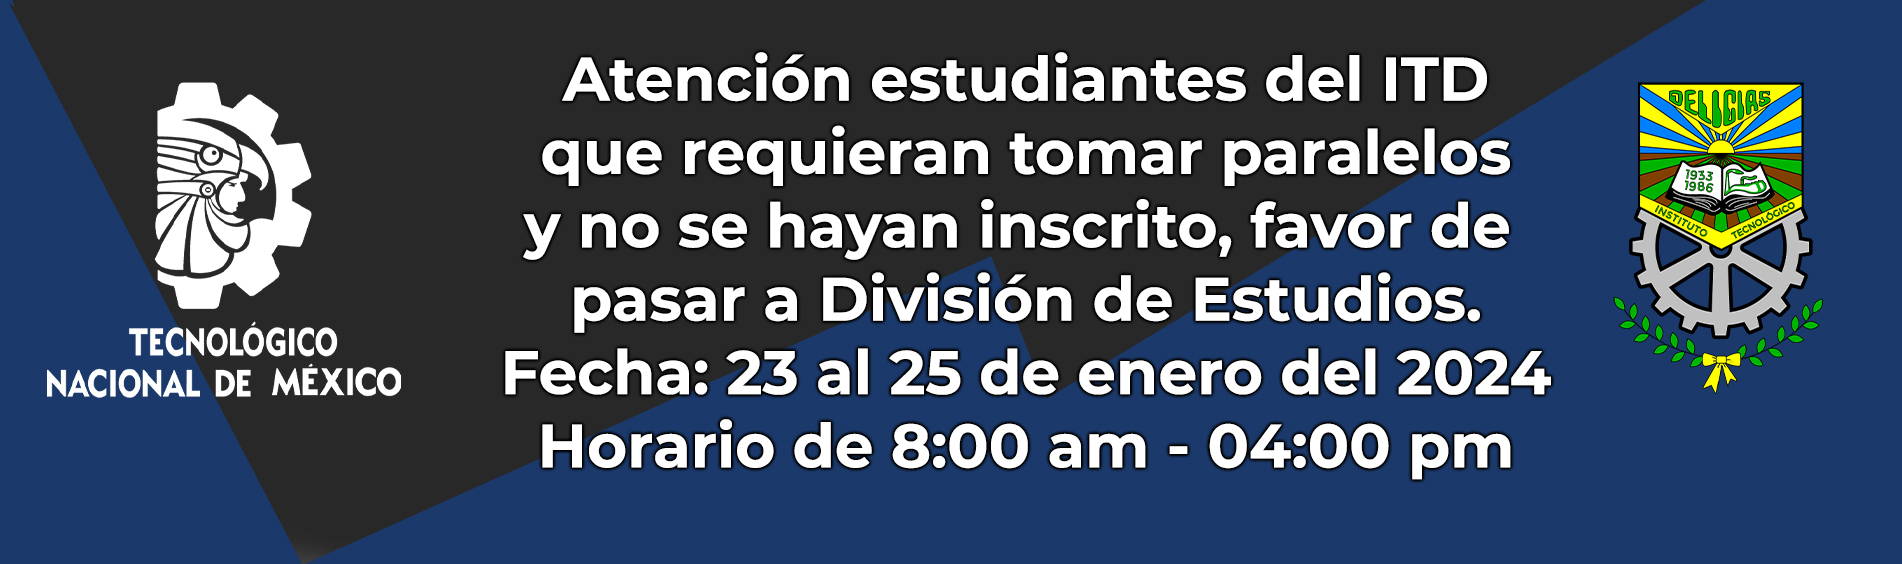 TECNOLÓGICO
NACIONAL DE MÉXICO
Atención estudiantes del ITD
que requieran tomar paralelos
y no se hayan inscrito, favor de
pasar a División de Estudios.
Fecha: 23 al 25 de enero del 2024
Horario de 8:00 am - 04:00 pm
DELICIAS
1933
1986
INSTITUTO TECNOLÓGICO